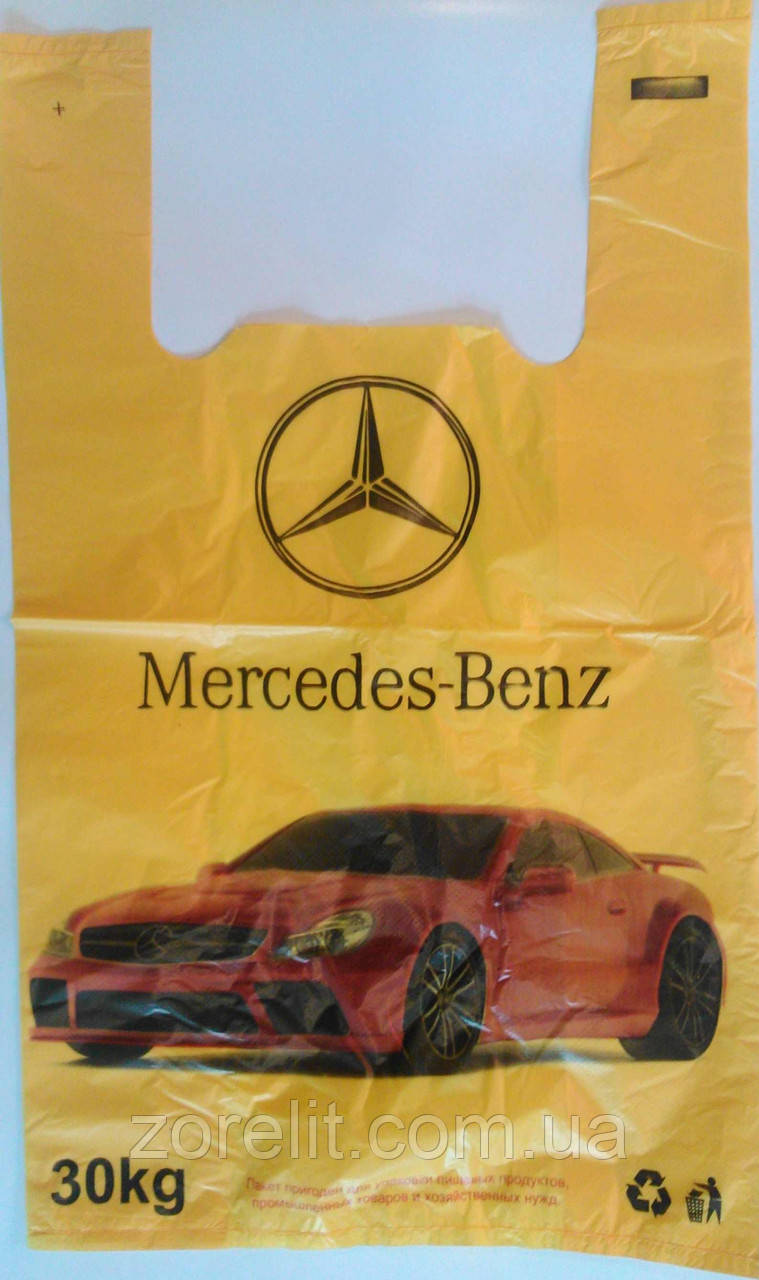 Mercedes-Benz
zorelit.com.ua
30kg
Пакет пригоден для упаковки пищевых продуктов,
промышленных товаров и хозяйственных нужд.